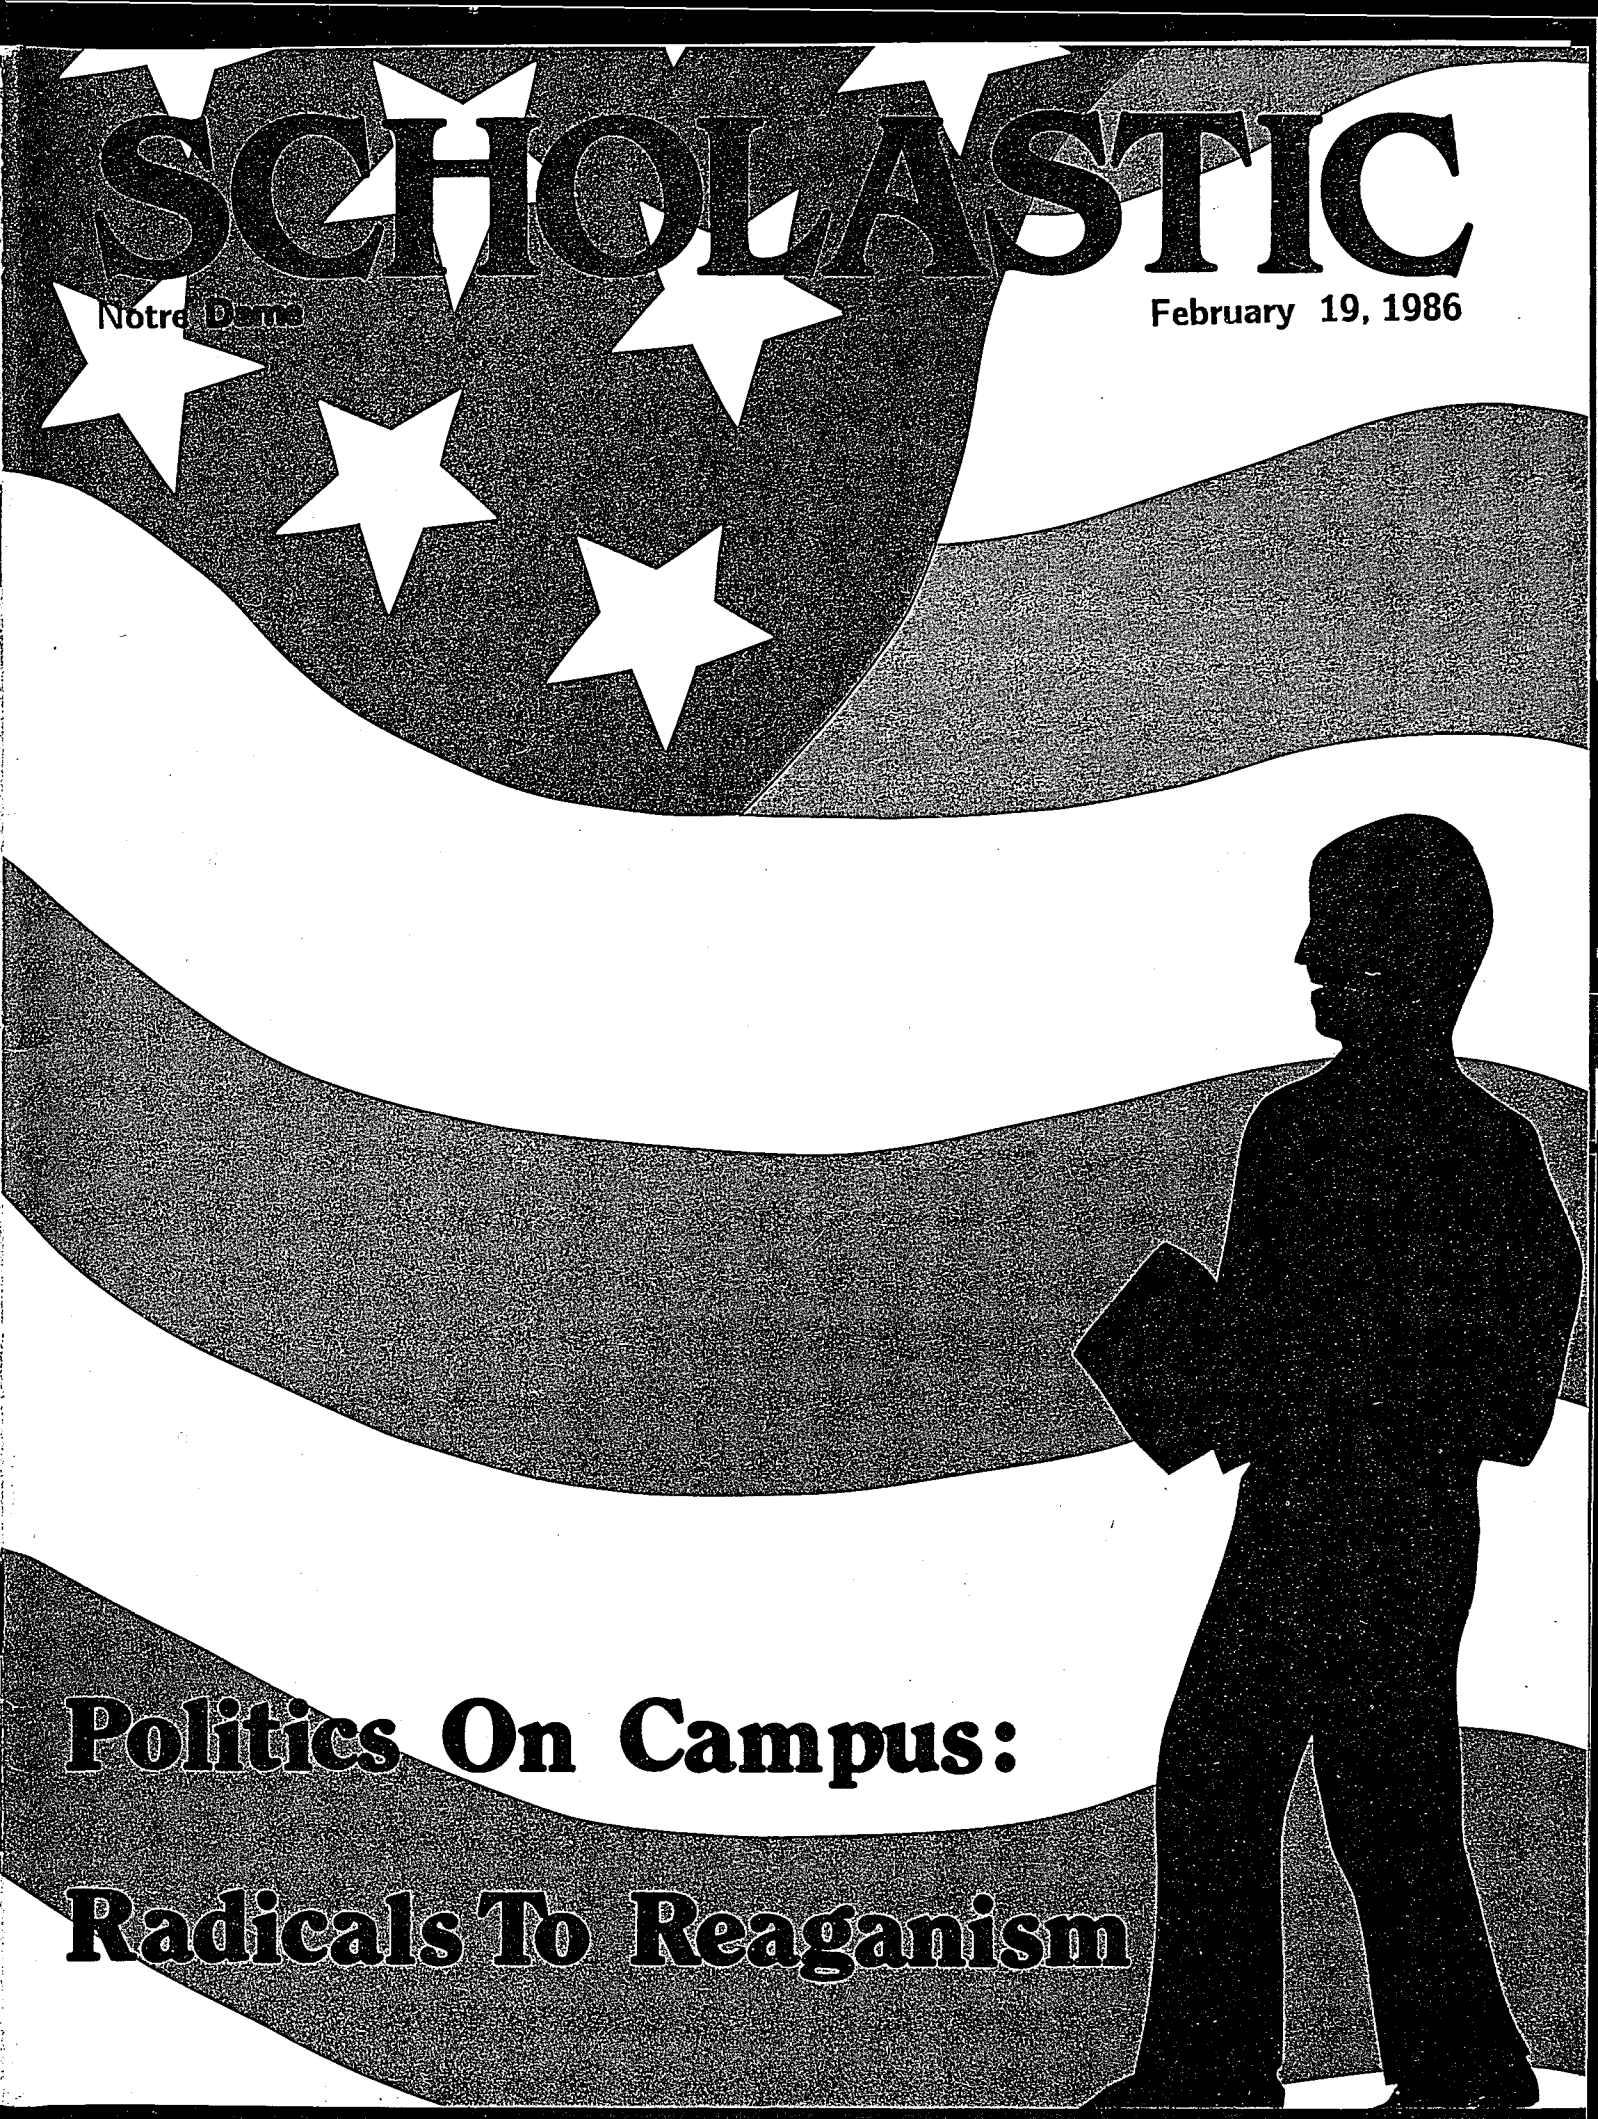 SCHOLASTIC
Notre Dame
February 19, 1986
Politics On Campus:
Radicals To Reaganism